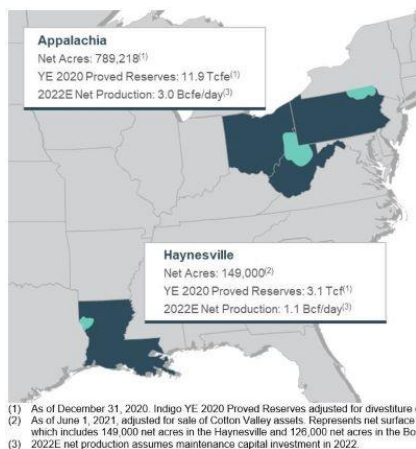 Appalachia
Net Acres: 789,218(1)
YE 2020 Proved Reserves: 11.9 Tcfe(1)
2022E Net Production: 3.0 Bcfe/day(3)
Haynesville
Net Acres: 149,000(2)
YE 2020 Proved Reserves: 3.1 Tcf(1)
2022E Net Production: 1.1 Bcf/day(3)
(1) As of December 31, 2020. Indigo YE 2020 Proved Reserves adjusted for divestiture
(2) As of June 1, 2021, adjusted for sale of Cotton Valley assets. Represents net surface
which includes 149,000 net acres in the Haynesville and 126,000 net acres in the Bo
(3) 2022E net production assumes maintenance capital investment in 2022.